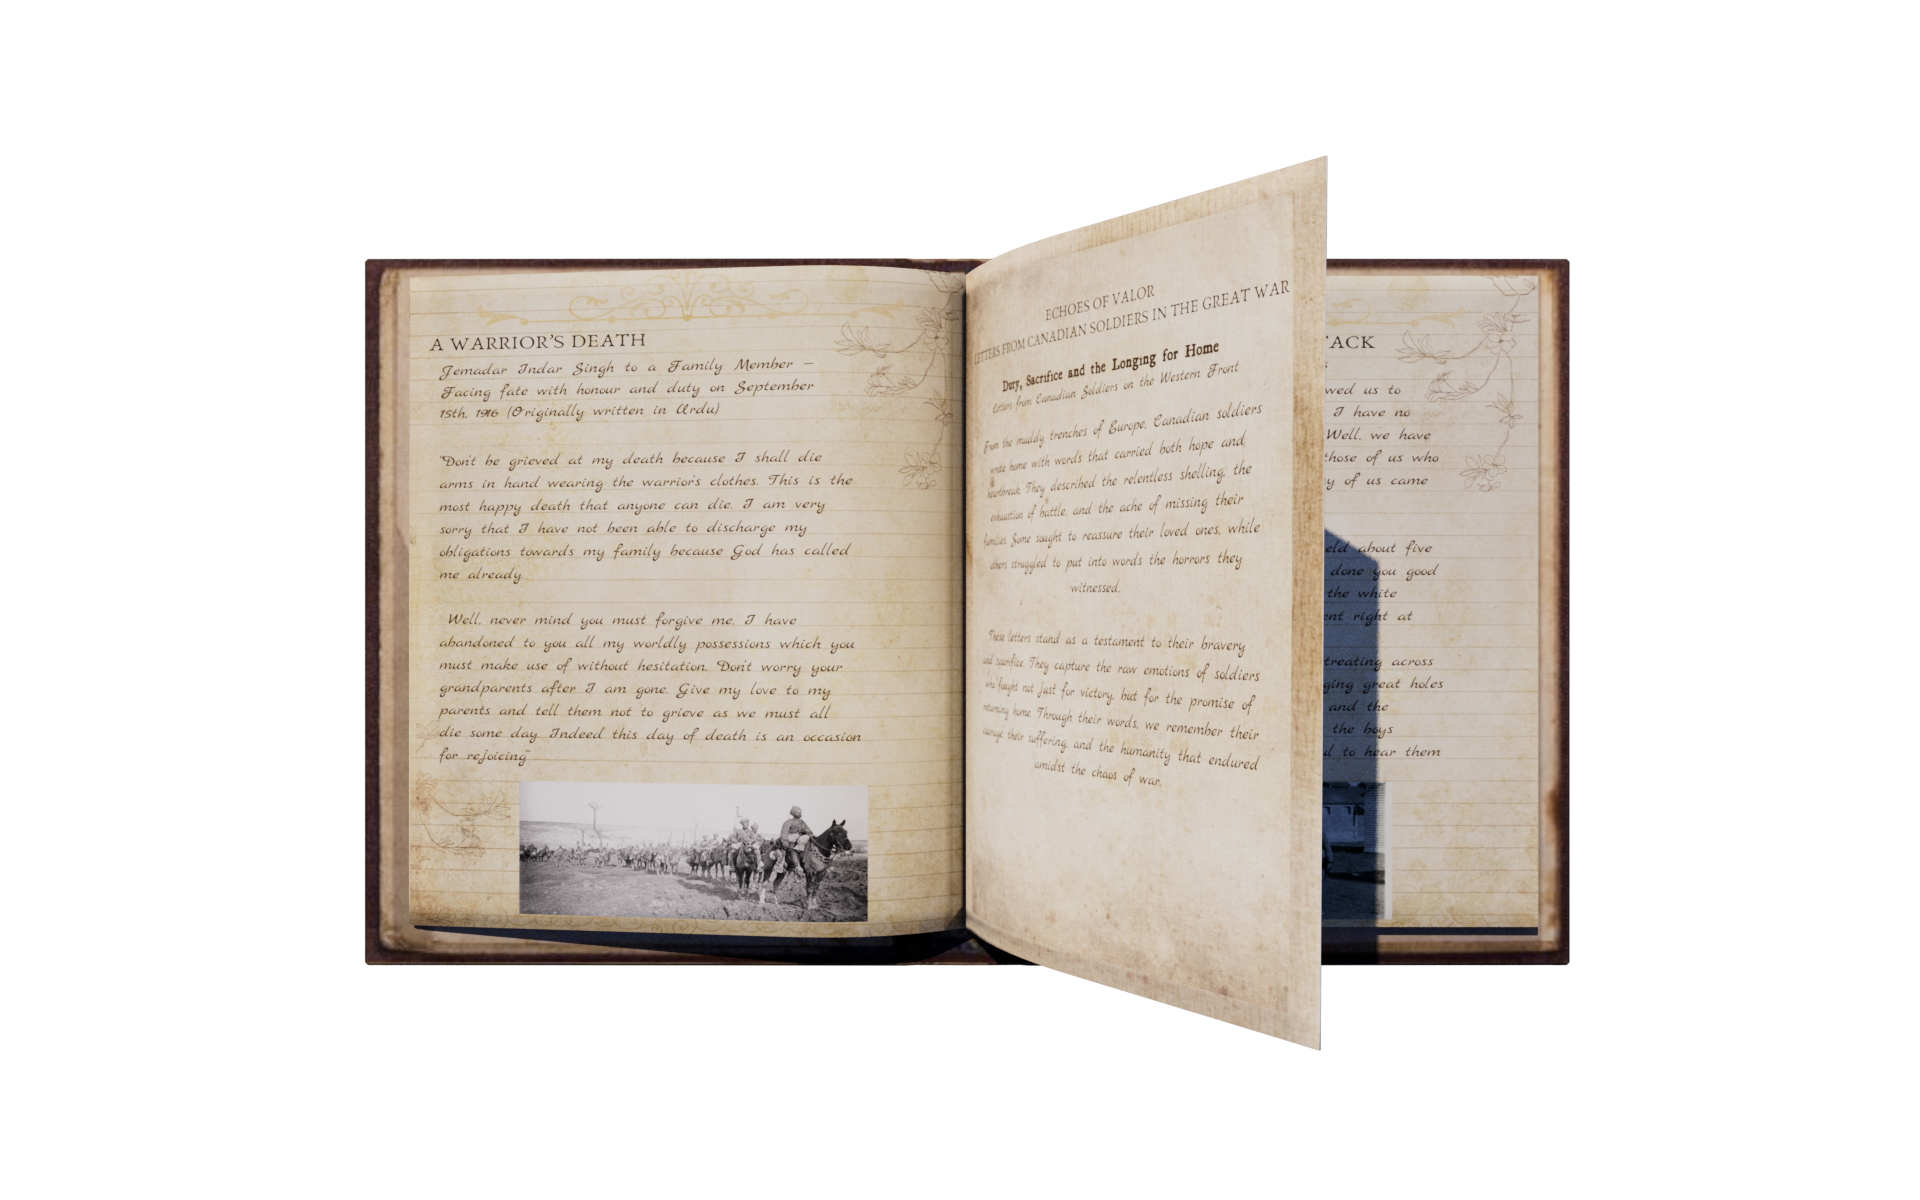 A WARRIOR'S DEATH
Jemadar Indar Singh to a Family Member –
Facing fate with honour and duty on September
15th, 1916 (Originally written in Urdu)
"Don't be grieved at my death because I shall die
arms in hand wearing the warrior's clothes. This is the
most happy death that anyone can die. I am very
sorry that I have not been able to discharge my
obligations towards my family because God has called
me already.
Well, never mind you must forgive me. I have
abandoned to you all my worldly possessions which you
must make use of without hesitation. Don't worry your
grandparents after I am gone. Give my love to my
parents and tell them not to grieve as we must all
die some day. Indeed this day of death is an occasion
for rejoicing"
ECHOES OF VALOR
LETTERS FROM CANADIAN SOLDIERS IN THE GREAT WAR
Duty, Sacrifice and the Longing for Home
Letters from Canadian Soldiers on the Western Front
From the muddy trenches of Europe, Canadian soldiers
wrote home with words that carried both hope and
heartbreak. They described the relentless shelling, the
exhaustion of battle, and the ache of missing their
families. Some sought to reassure their loved ones, while
others struggled to put into words the horrors they
witnessed.
These letters stand as a testament to their bravery
and sacrifice. They capture the raw emotions of soldiers
who fought not just for victory, but for the promise of
returning home. Through their words, we remember their
courage, their suffering, and the humanity that endured
amidst the chaos of war.
TACK
s
wed us to
I have no
Well, we have
those of us who
y of us came
eld about five
done you good
the white
ent right at
treating across
ging great holes
and the
the boys
d to hear them